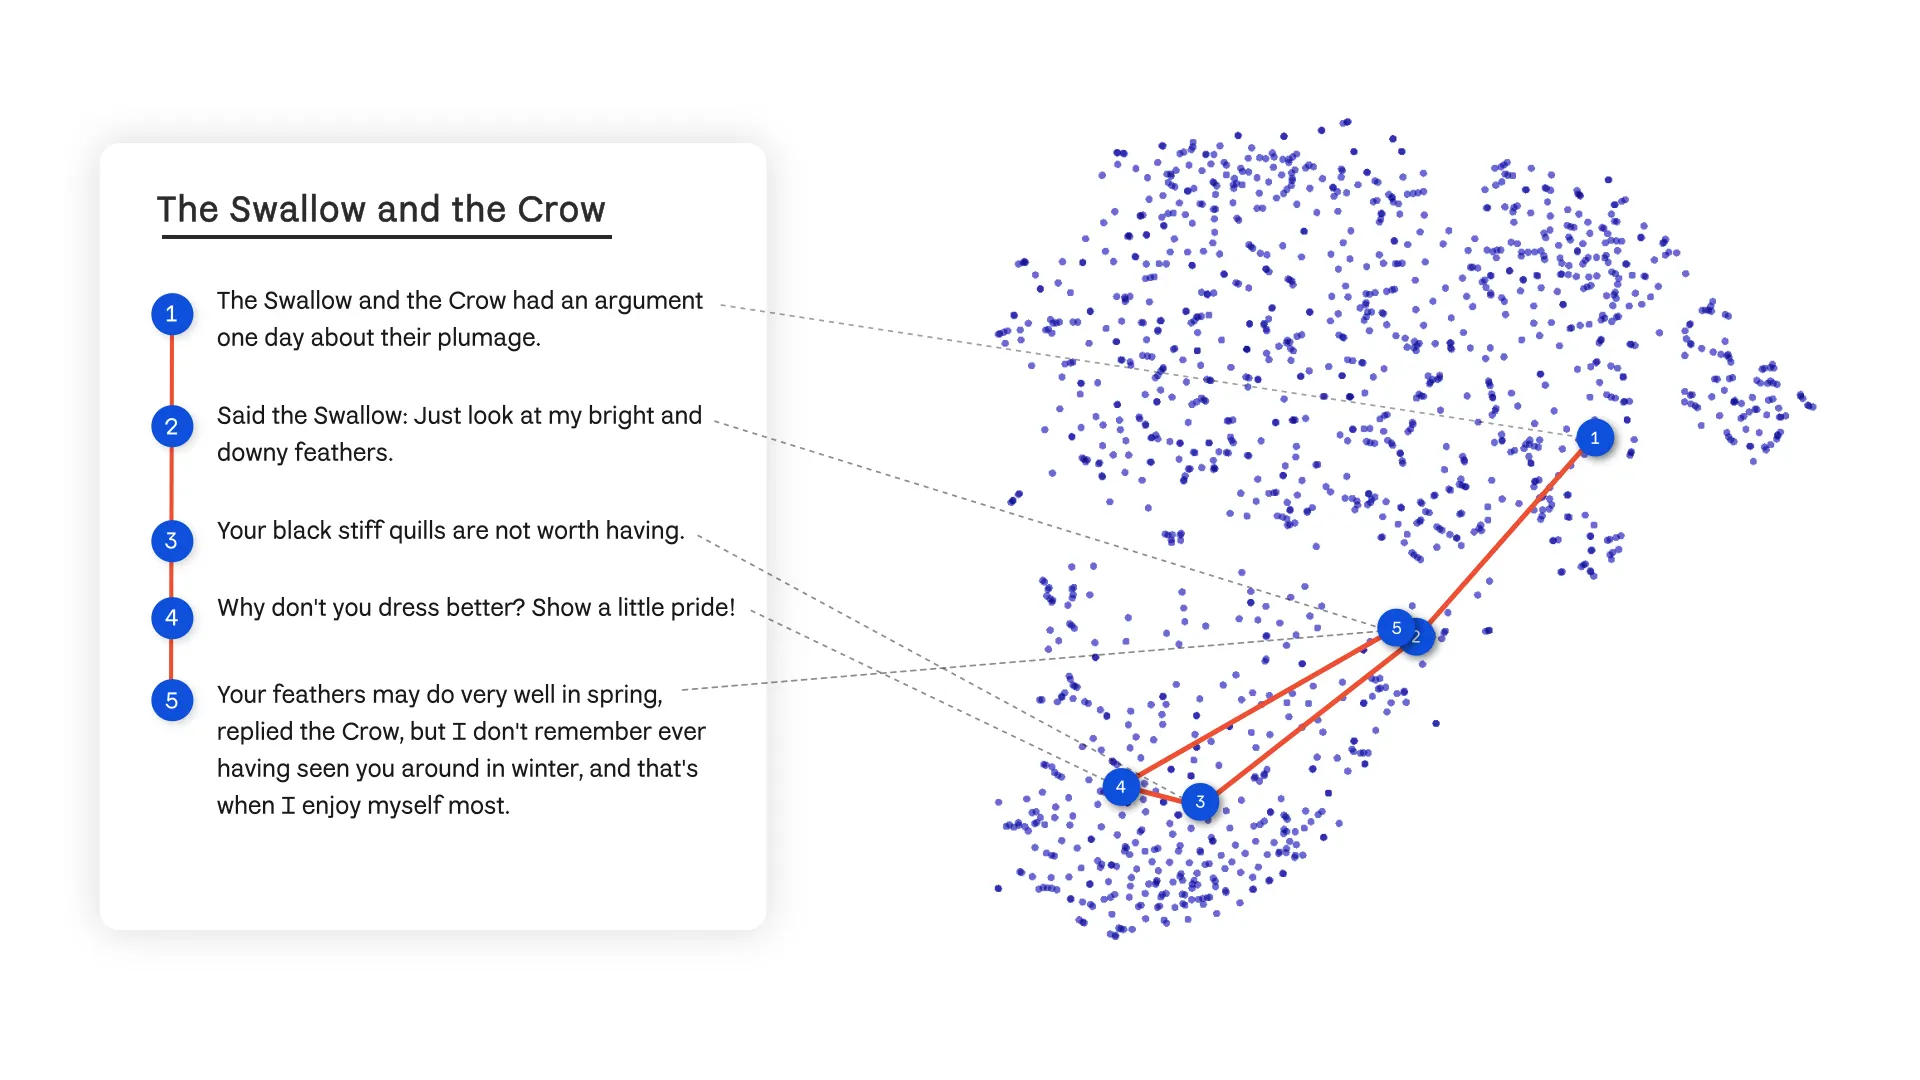 The Swallow and the Crow
1 The Swallow and the Crow had an argument
one day about their plumage.
2 Said the Swallow: Just look at my bright and
downy feathers.
3 Your black stiff quills are not worth having.
4 Why don't you dress better? Show a little pride!
5 Your feathers may do very well in spring,
replied the Crow, but I don't remember ever
having seen you around in winter, and that's
when I enjoy myself most.
1
5 2
4
3